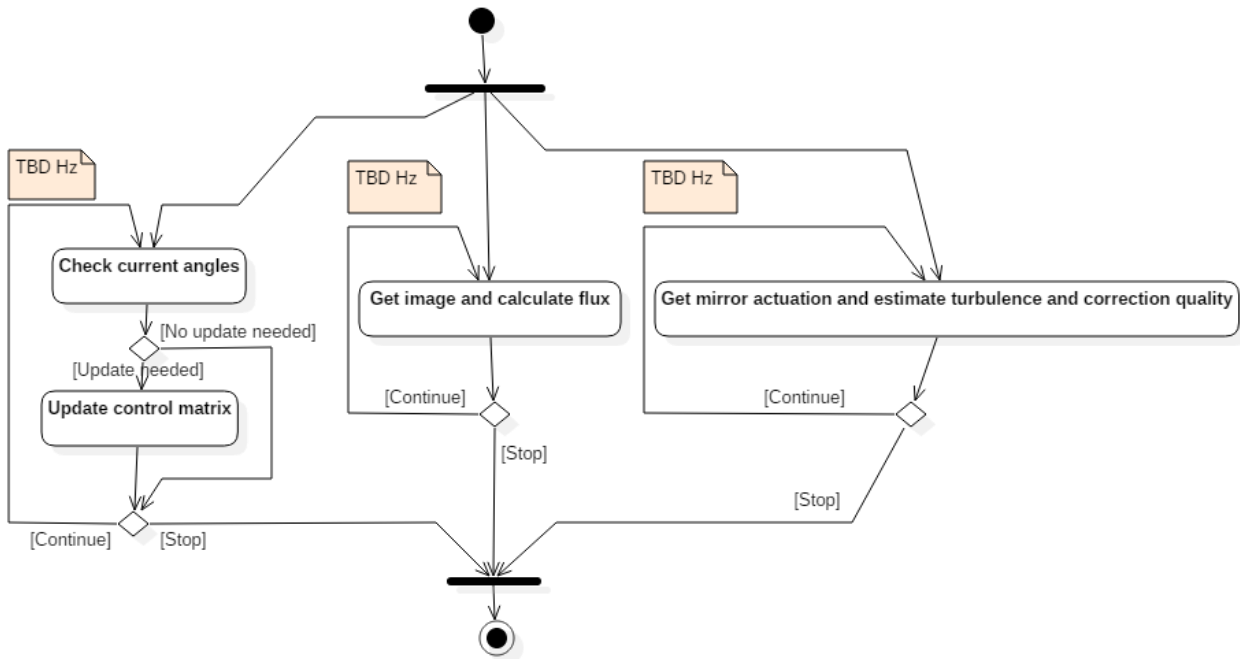 TBD Hz
TBD Hz
TBD Hz
Check current angles
Get image and calculate flux
Get mirror actuation and estimate turbulence and correction quality
[No update needed]
[Update needed]
[Continue]
[Continue]
Update control matrix
[Stop]
[Stop]
[Continue]
[Stop]